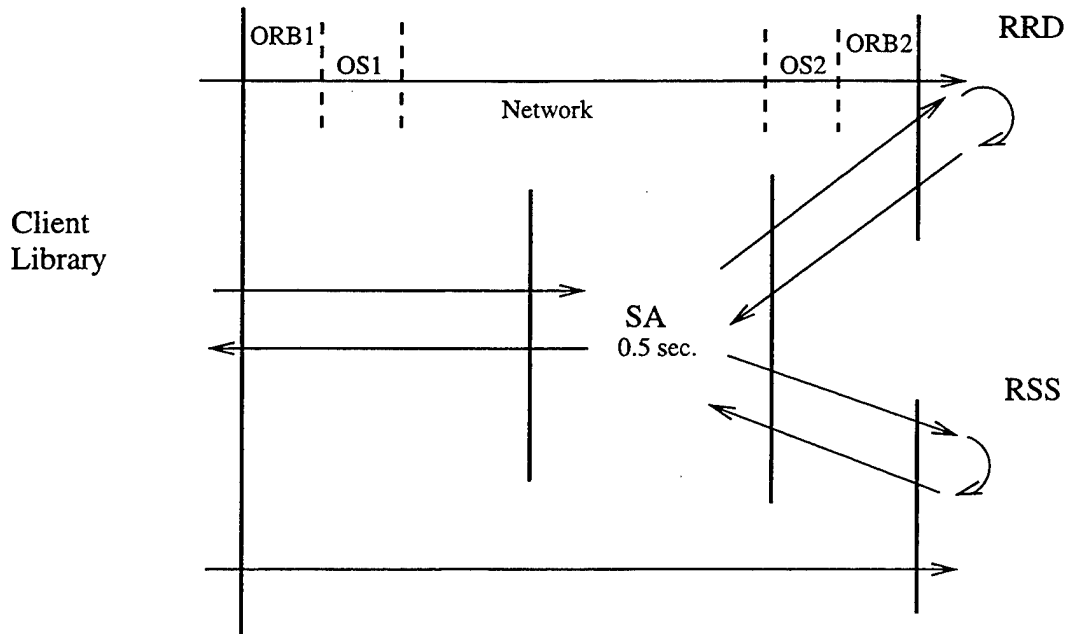 ORB1
OS1
OS2
ORB2
RRD
Network
Client
Library
SA
0.5 sec.
RSS